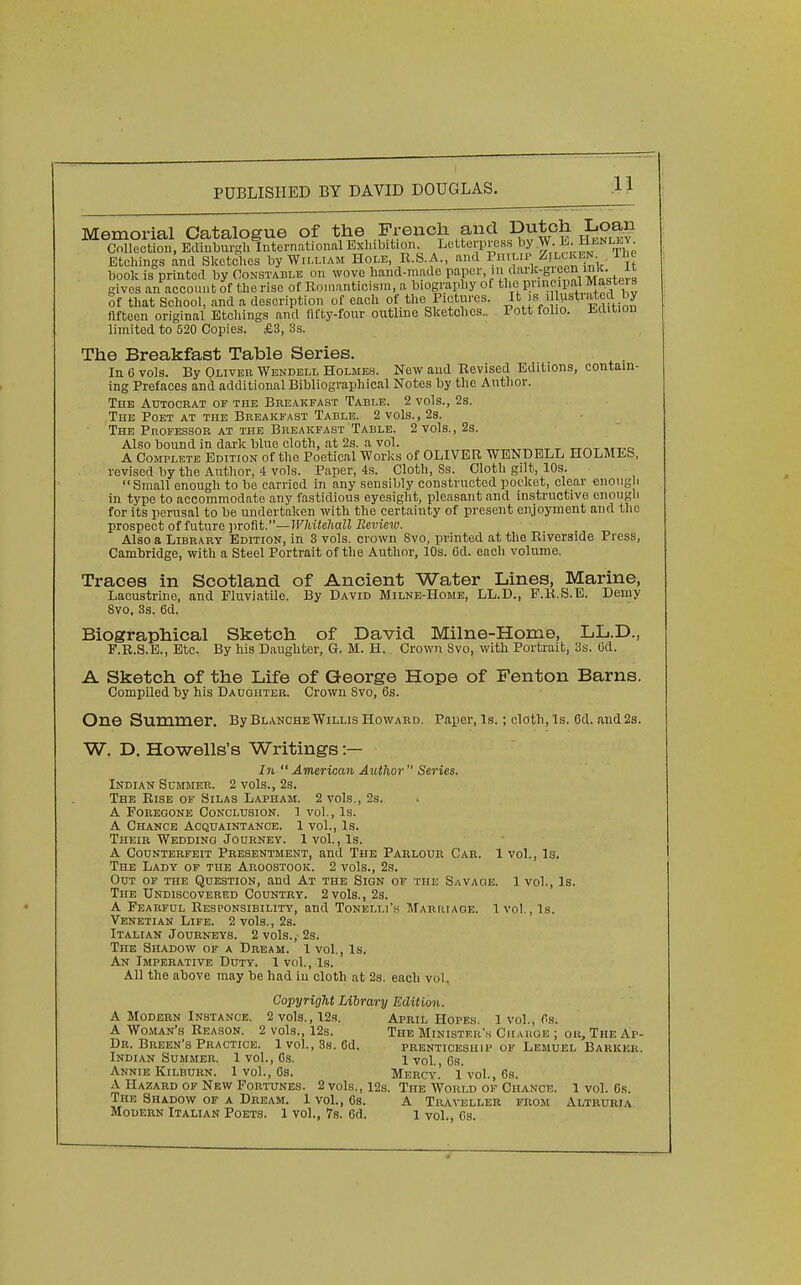 PUBLISHED BY DAVID DOUGLAS. 11
Memorial Catalogue of the French and Dutch Loan
Collection, Edinburgh International Exhibition. Letterpress by W. E. HENLEY.
Etchings and Sketches by WILLIAM HOLE, R.S.A., and PHILIP ZILCKEN. The
book is printed by CONSTABLE on wove hand-made paper, in dark-green ink. It
gives an account of the rise of Romanticism, a biography of the principal Masters
of that School, and a description of each of the Pictures. It is illustrated by
fifteen original Etchings and fifty-four outline Sketches.. Pott folio. Edition
limited to 520 Copies. £3, 3s.
The Breakfast Table Series.
In 6 vols. By OLIVER WENDELL HOLMES. New and Revised Editions, contain-
ing Prefaces and additional Bibliographical Notes by the Author.
THE AUTOCRAT OF THE BREAKFAST TABLE. 2 vols., 2s.
THE POET AT THE BREAKFAST TABLE. 2 vols., 2s.
THE PROFESSOR AT THE BREAKFAST TABLE. 2 vols., 2s.
Also bound in dark blue cloth, at 2s. a vol.
A COMPLETE EDITION of the Poetical Works of OLIVER WENDELL HOLMES,
revised by the Author, 4 vols. Paper, 4s. Cloth, 8s. Cloth gilt, 10s.
"Small enough to be carried in any sensibly constructed pocket, clear enough
in type to accommodate any fastidious eyesight, pleasant and instructive enough
for its perusal to be undertaken with the certainty of present enjoyment and the
prospect of future profit."—Whitehall Review.
Also a LIBRARY EDITION, in 3 vols. crown 8vo, printed at the Riverside Press,
Cambridge, with a Steel Portrait of the Author, 10s. 6d. each volume.
Traces in Scotland of Ancient Water Lines, Marine,
Lacustrine, and Fluviatile. By DAVID MILNE-HOME, LL.D., F.R.S.E. Demy
8vo, 3s. 6d.
Biographical Sketch of David Milne-Home, LL.D.,
F.R.S.E., Etc. By his Daughter, G. M. H. Crown 8vo, with Portrait, 3s. 6d.
A Sketch of the Life of George Hope of Fenton Barns.
Compiled by his DAUGHTER. Crown 8vo, 6s.
One Summer. By BLANCHE WILLIS HOWARD. Paper, 1s.; cloth, 1s. 6d. and 2s.
W. D. Howells's Writings:—
In "American Author" Series.
INDIAN SUMMER. 2 vols., 2s.
THE RISE OF SILAS LAPHAM. 2 vols., 2s.
A FOREGONE CONCLUSION. 1 vol., 1s.
A CHANCE ACQUAINTANCE. 1 vol., 1s.
THEIR WEDDING JOURNEY. 1 vol., 1s.
A COUNTERFEIT PRESENTMENT, and THE PARLOUR CAR. 1 vol., 1s.
THE LADY OF THE AROOSTOOK. 2 vols., 2s.
OUT OF THE QUESTION, and AT THE SIGN OF THE SAVAGE. 1 vol., 1s.
THE UNDISCOVERED COUNTRY. 2 vols., 2s.
A FEARFUL RESPONSIBILITY, and TONELLI'S MARRIAGE. 1 vol., 1s.
VENETIAN LIFE. 2 vols., 2s.
ITALIAN JOURNEYS. 2 vols., 2s.
THE SHADOW OF A DREAM. 1 vol., 1s.
AN IMPERATIVE DUTY. 1 vol., 1s.
All the above may be had in cloth at 2s. each vol.
Copyright Library Edition.
A MODERN INSTANCE. 2 vols., 12s.
A WOMAN'S REASON. 2 vols., 12s.
DR. BREEN'S PRACTICE. 1 vol., 3s. 6d.
INDIAN SUMMER. 1 vol., 6s.
ANNIE KILBURN. 1 vol., 6s.
A HAZARD OF NEW FORTUNES. 2 vols., 12s.
THE SHADOW OF A DREAM. 1 vol., 6s.
MODERN ITALIAN POETS. 1 vol., 7s. 6d.
APRIL HOPES. 1 vol., 6s.
THE MINISTER'S CHARGE; OR, THE AP-
PRENTICESHIP OF LEMUEL BARKER.
1 vol., 6s.
MERCY. 1 vol., 6s.
THE WORLD OF CHANCE. 1 vol. 6s.
A TRAVELLER FROM ALTRURIA
1 vol., 6s.